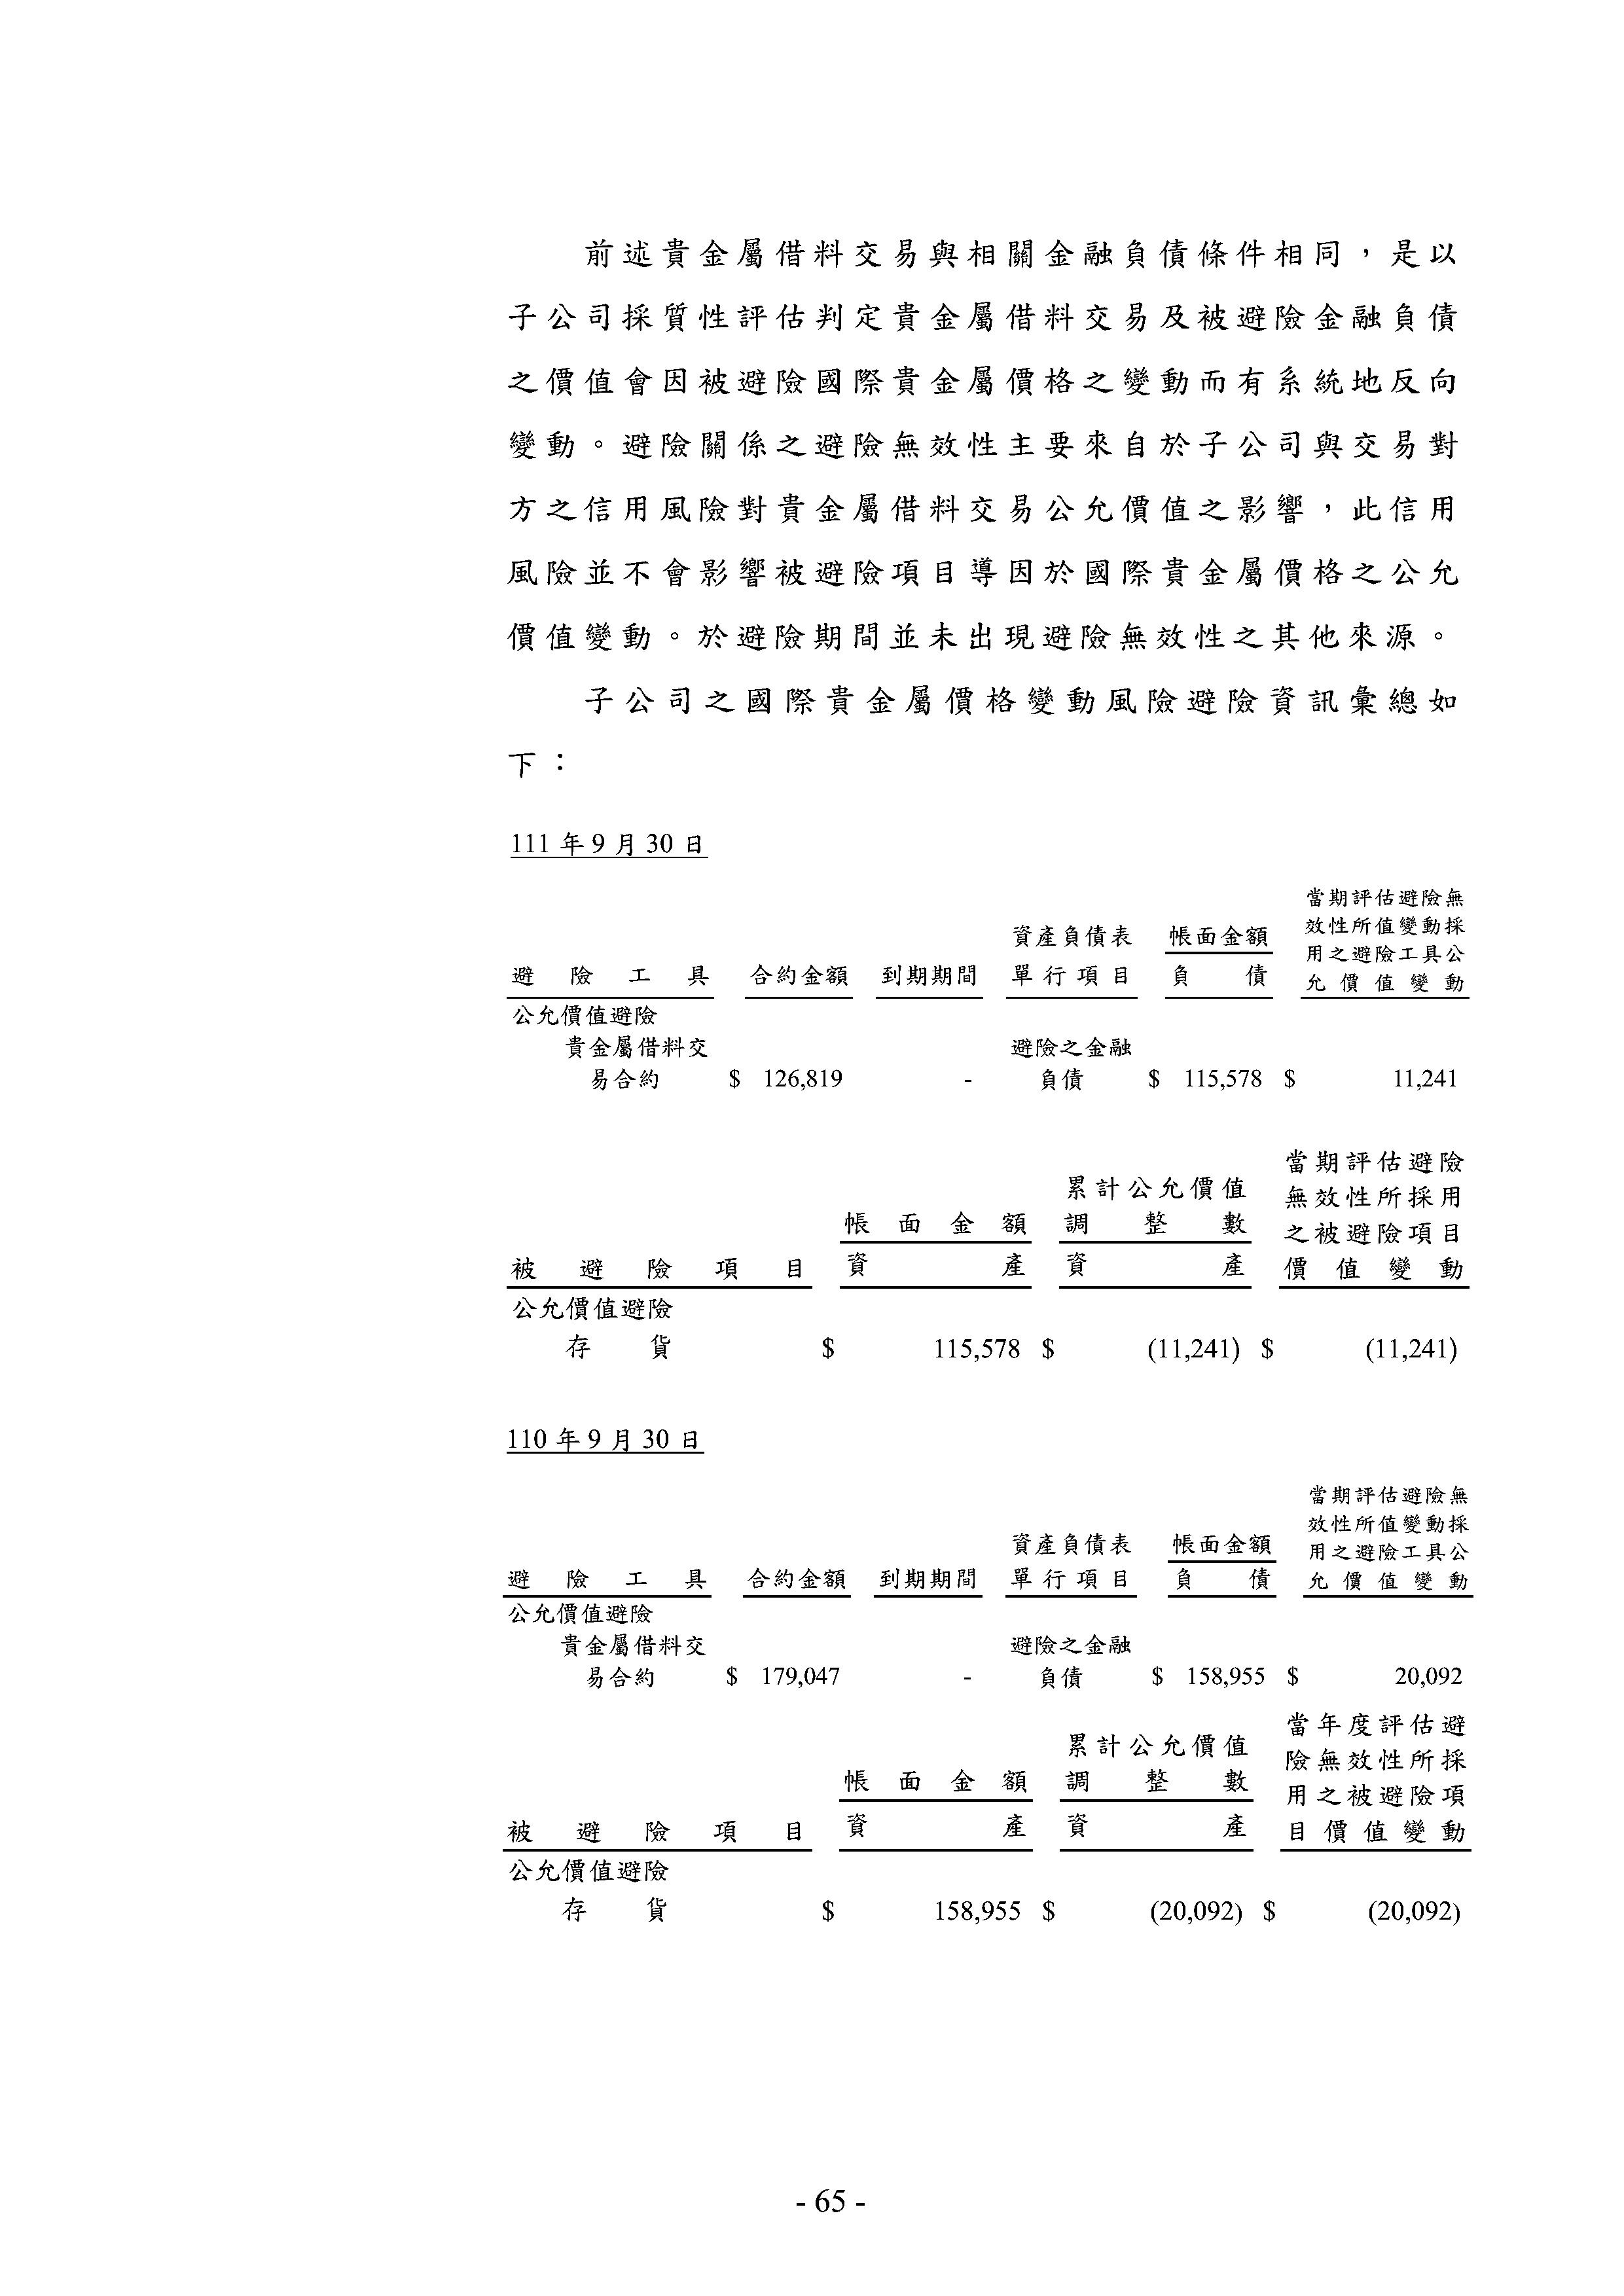 前述貴金屬借料交易與相關金融負債條件相同，是以
子公司採質性評估判定貴金屬借料交易及被避險金融負債
之價值會因被避險國際貴金屬價格之變動而有系統地反向
變動。避險關係之避險無效性主要來自於子公司與交易對
方之信用風險對貴金屬借料交易公允價值之影響，此信用
風險並不會影響被避險項目導因於國際貴金屬價格之公允
價值變動。於避險期間並未出現避險無效性之其他來源。
子公司之國際貴金屬價格變動風險避險資訊彙總如
下：
111 年 9 月 30 日
當期評估避險無
效性所值變動採
資產負債表 帳面金額
用之避險工具公
避險工具 合約金額 到期期間 單行項目 負債 允價值變動
公允價值避險
貴金屬借料交 避險之金融
易合約 $ 126,819 - 負債 $ 115,578 $ 11,241
當期評估避險
累計公允價值 無效性所採用
帳面金額 調整數 之被避險項目
被避險項目 資產 資產 價值變動
公允價值避險
存貨 $ 115,578 $ (11,241) $ (11,241)
110 年 9 月 30 日
當期評估避險無
效性所值變動採
資產負債表 帳面金額 用之避險工具公
避險工具 合約金額 到期期間 單行項目 負債 允價值變動
公允價值避險
貴金屬借料交 避險之金融
易合約 $ 179,047 - 負債 $ 158,955 $ 20,092
當年度評估避
累計公允價值 險無效性所採
帳面金額 調整數 用之被避險項
被避險項目 資產 資產 目價值變動
公允價值避險
存貨 $ 158,955 $ (20,092) $ (20,092)
- 65 -